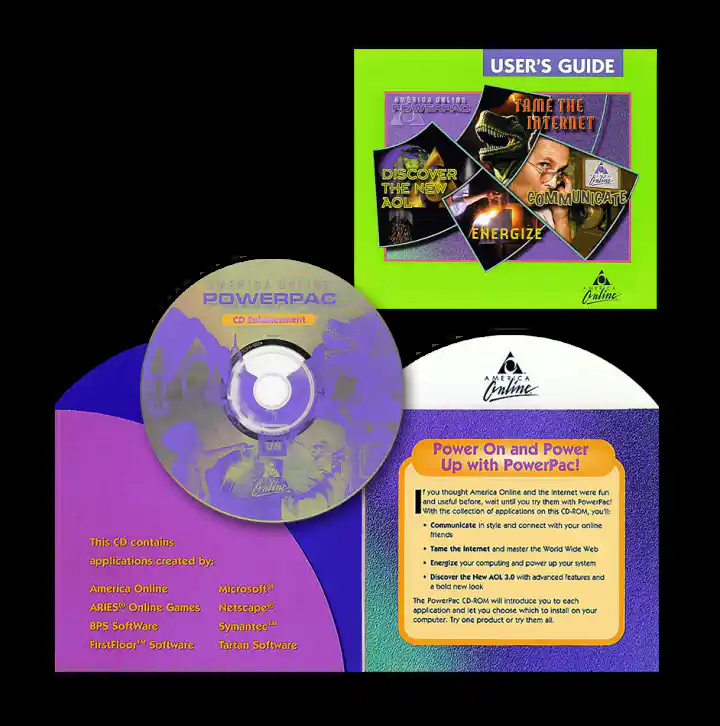 USER'S GUIDE
AMERICA ONLINE
POWERPAC
TAME THE
INTERNET
DISCOVER
THE NEW
AOL
America
Online
COMMUNICATE
ENERGIZE
AMERICA
Online
AMERICA ONLINE
POWERPAC
CD Enhancement
Online
AMERICA
Online
Power On and Power
Up with PowerPac!
If you thought America Online and the Internet were fun
and useful before, wait until you try them with PowerPac!
With the collection of applications on this CD-ROM, you'll:
• Communicate in style and connect with your online
friends
• Tame the Internet and master the World Wide Web
• Energize your computing and power up your system
• Discover the New AOL 3.0 with advanced features and
a bold new look
The PowerPac CD-ROM will introduce you to each
application and let you choose which to install on your
computer. Try one product or try them all.
This CD contains
applications created by:
America Online
ARIES® Online Games
BPS SoftWare
FirstFloor™ Software
Microsoft®
Netscape®
Symantec™
Tartan Software